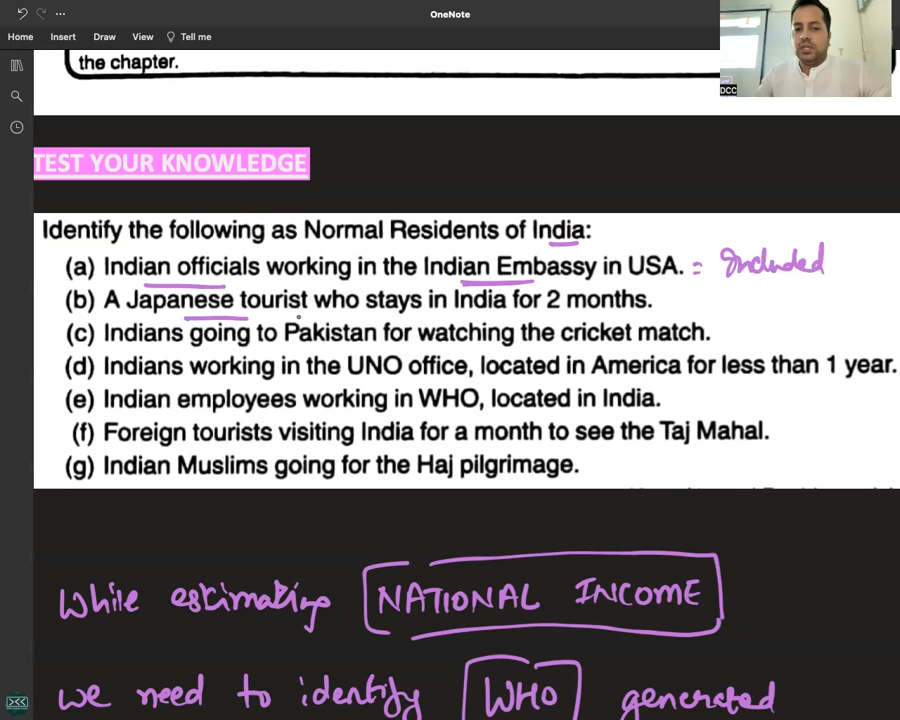 OneNote
Home Insert Draw View Tell me
the chapter.
DCC
TEST YOUR KNOWLEDGE
Identify the following as Normal Residents of India:
(a) Indian officials working in the Indian Embassy in USA. = Included
(b) A Japanese tourist who stays in India for 2 months.
(c) Indians going to Pakistan for watching the cricket match.
(d) Indians working in the UNO office, located in America for less than 1 year.
(e) Indian employees working in WHO, located in India.
(f) Foreign tourists visiting India for a month to see the Taj Mahal.
(g) Indian Muslims going for the Haj pilgrimage.
While estimating NATIONAL INCOME
we need to identify WHO generated